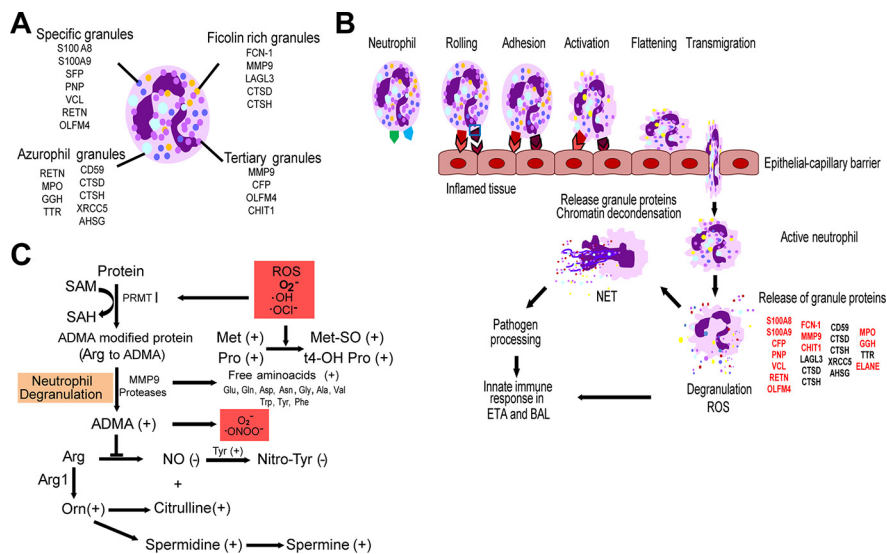 A
Specific granules
S100 A8
S100A9
SFP
PNP
VCL
RETN
OLFM4
Ficolin rich granules
FCN-1
MMP9
LAGL3
CTSD
CTSH
Azurophil granules
RETN
MPO
GGH
TTR
CD59
CTSD
CTSH
XRCC5
AHSG
Tertiary granules
MMP9
CFP
OLFM4
CHIT1
B
Neutrophil Rolling Adhesion Activation Flattening Transmigration
Epithelial-capillary barrier
Inflamed tissue
Release granule proteins
Chromatin decondensation
Active neutrophil
NET
Release of granule proteins
S100A8
S100A9
CFP
PNP
VCL
RETN
OLFM4
FCN-1
MMP9
CHIT1
LAGL3
CTSD
CTSH
CD59
CTSD
CTSH
XRCC5
AHSG
MPO
GGH
TTR
ELANE
Degranulation
ROS
Pathogen
processing
Innate immune
response in
ETA and BAL
C
Protein
SAM
PRMT I
SAH
ROS
O2⁻
·OH
·OCl⁻
ADMA modified protein
(Arg to ADMA)
Met (+)
Pro (+)
Met-SO (+)
t4-OH Pro (+)
Neutrophil
Degranulation
MMP9
Proteases
Free aminoacids (+)
Glu, Gln, Asp, Asn, Gly, Ala, Val
Trp, Tyr, Phe
ADMA (+)
O2⁻
·ONOO⁻
Arg
NO (-)
Tyr (+)
Nitro-Tyr (-)
Arg1
+
Orn(+)
Citrulline(+)
Spermidine (+)
Spermine (+)